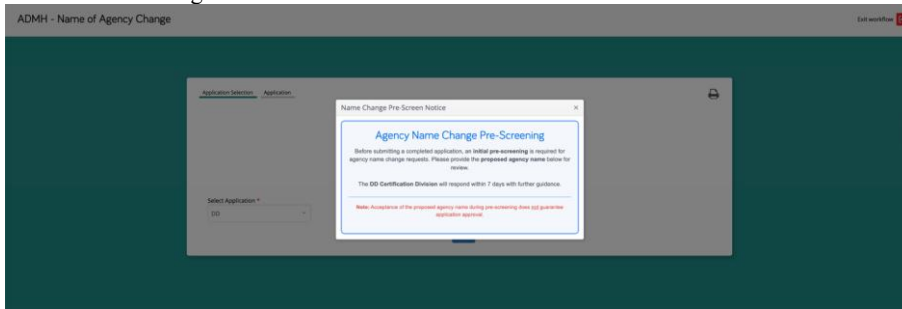 ADMH - Name of Agency Change
Exit workflow
Application Selection Application
Name Change Pre-Screen Notice ×
Agency Name Change Pre-Screening
Before submitting a completed application, an initial pre-screening is required for
agency name change requests. Please provide the proposed agency name below for
review.
The DD Certification Division will respond within 7 days with further guidance.
Note: Acceptance of the proposed agency name during pre-screening does not guarantee
application approval.
Select Application *
DD